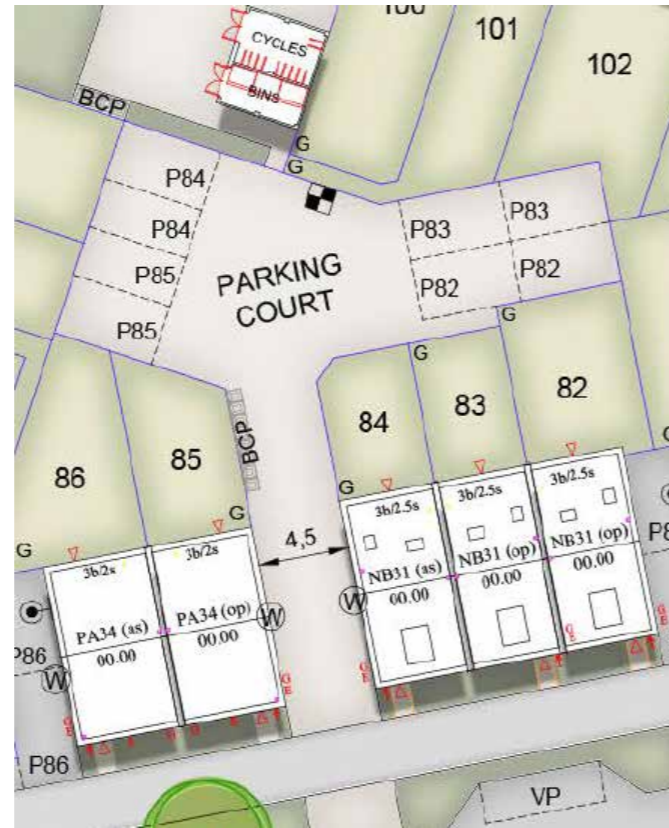 100
101
102
CYCLES
BINS
BCP
G
G
P84
P84
P85
P85
P83
P83
P82
P82
PARKING
COURT
G
G
84
83
82
86
85
BCP
G
G
G
4,5
3b/2.5s
3b/2.5s
3b/2.5s
3b/2s
3b/2s
NB31 (as)
00.00
NB31 (op)
00.00
NB31 (op)
00.00
PA34 (as)
00.00
PA34 (op)
00.00
W
W
W
P86
P86
VP